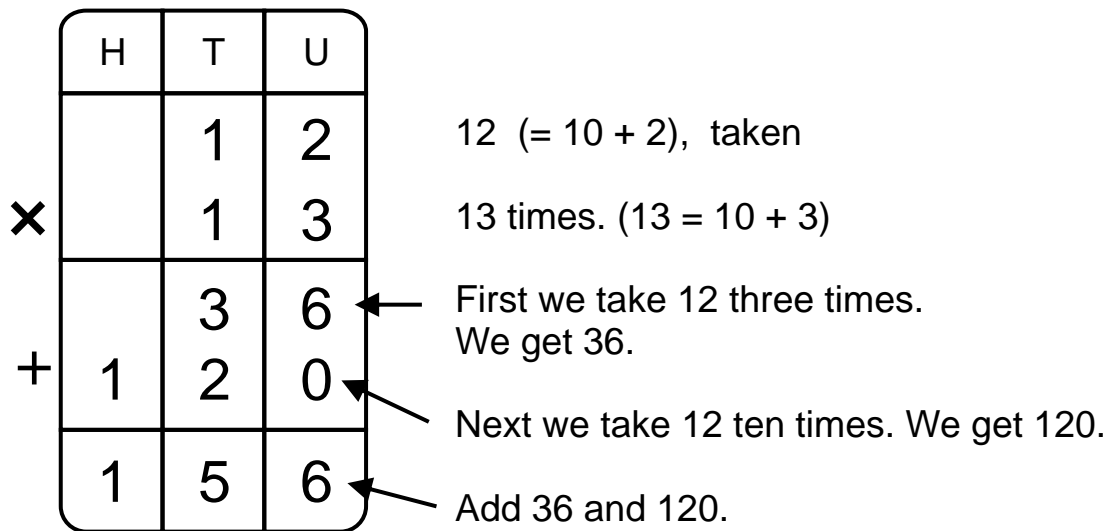 H T U
1 2 12 (= 10 + 2), taken
× 1 3 13 times. (13 = 10 + 3)
3 6 First we take 12 three times.
We get 36.
+ 1 2 0
Next we take 12 ten times. We get 120.
1 5 6
Add 36 and 120.